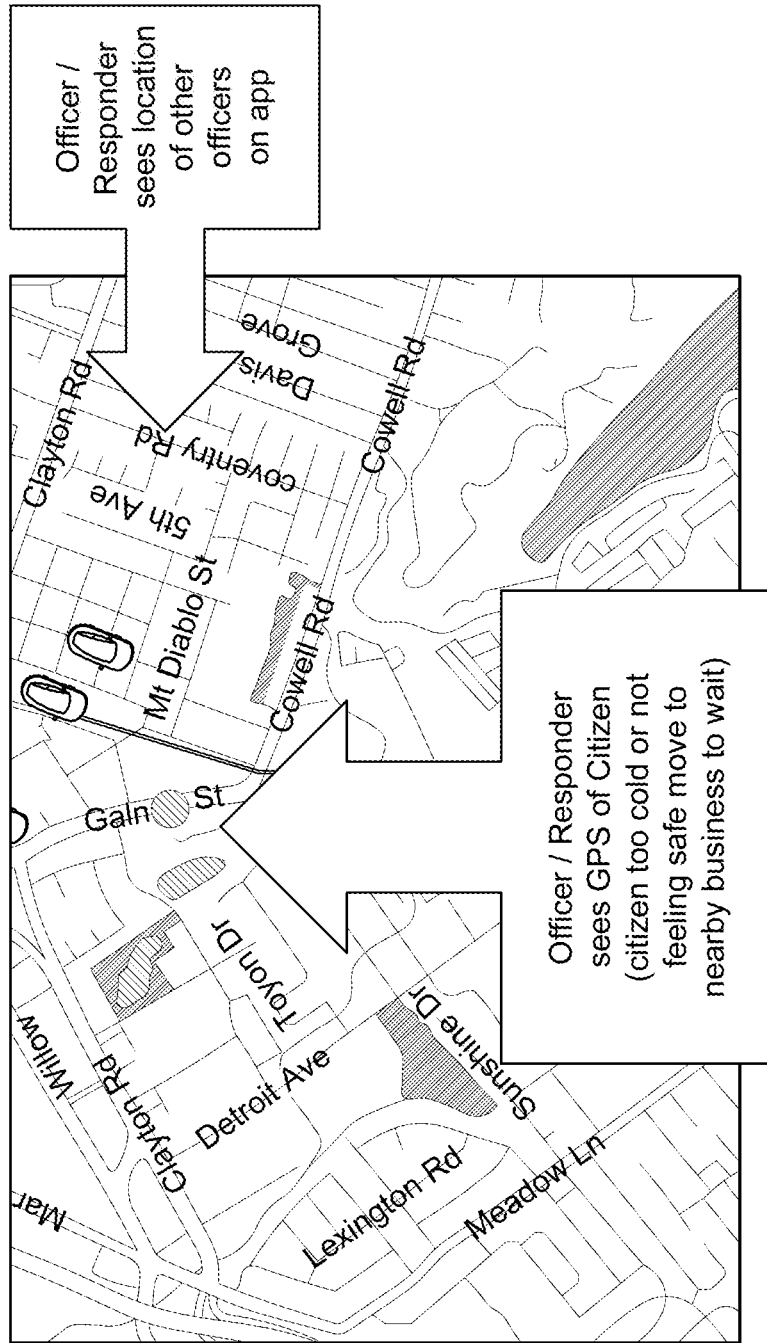 Officer /
Responder
sees location
of other
officers
on app
Mar
Willow
Clayton Rd
Clayton Rd
Galn
St
Toyon Dr
Detroit Ave
Lexington Rd
Meadow Ln
Sunshine Dr
Mt Diablo St
5th Ave
coventry Rd
Davis
Grove
Cowell Rd
Cowell Rd
Officer / Responder
sees GPS of Citizen
(citizen too cold or not
feeling safe move to
nearby business to wait)